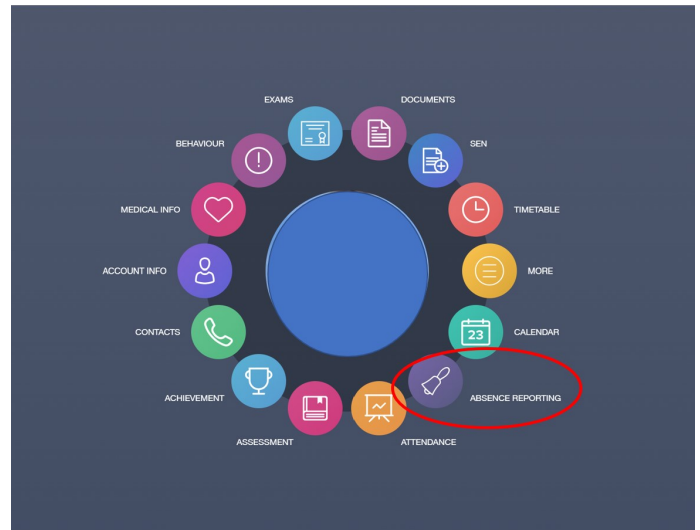 EXAMS
DOCUMENTS
BEHAVIOUR
SEN
MEDICAL INFO
TIMETABLE
ACCOUNT INFO
MORE
CONTACTS
CALENDAR
23
ACHIEVEMENT
ABSENCE REPORTING
ASSESSMENT
ATTENDANCE